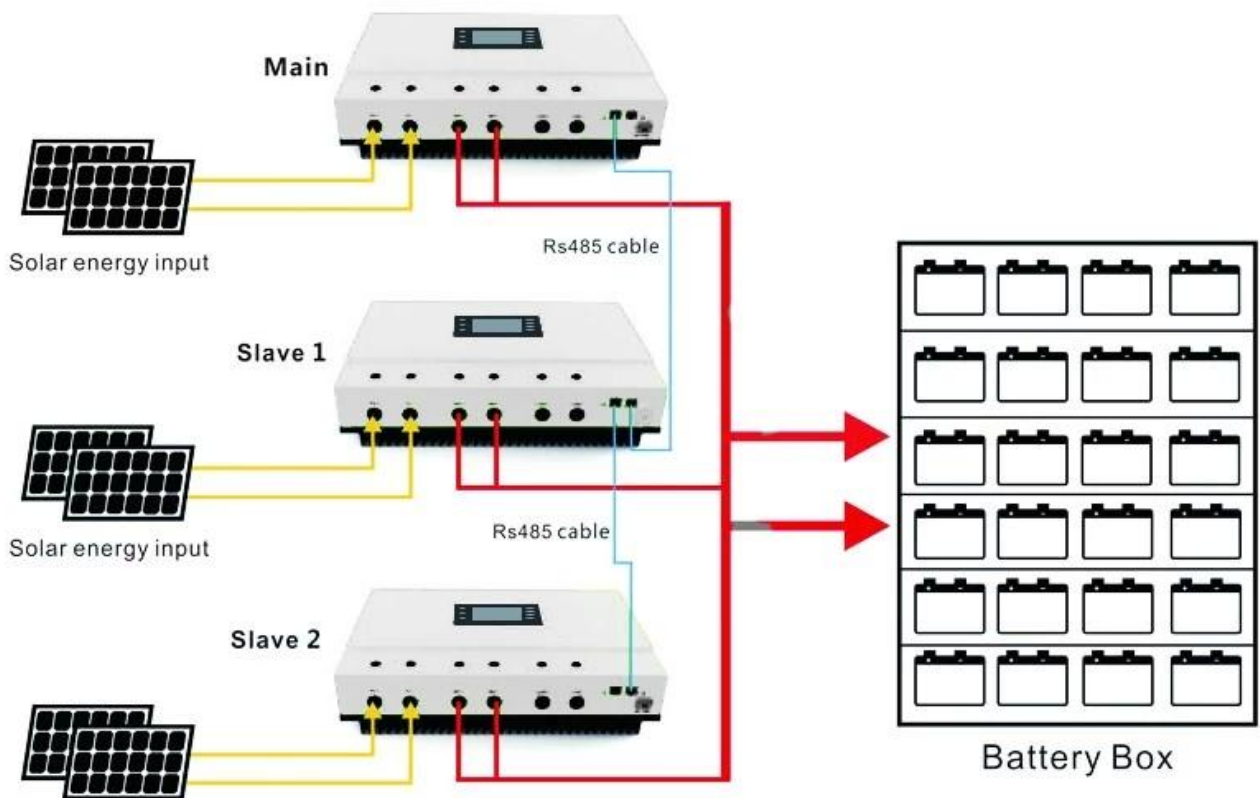 Main
Solar energy input
Rs485 cable
Slave 1
Solar energy input
Rs485 cable
Slave 2
Battery Box